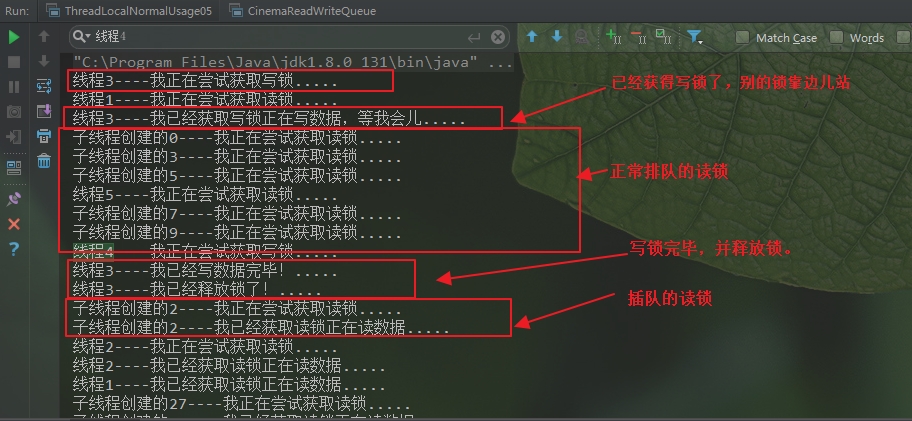 Run: ThreadLocalNormalUsage05 CinemaReadWriteQueue
线程4 Match Case Words
"C:\Program Files\Java\jdk1.8.0_131\bin\java" ...
线程3----我正在尝试获取写锁.....
线程1----我正在尝试获取读锁.....
已经获得写锁了，别的锁靠边儿站
线程3----我已经获取写锁正在写数据，等我会儿.....
子线程创建的0----我正在尝试获取读锁.....
子线程创建的3----我正在尝试获取读锁.....
子线程创建的5----我正在尝试获取读锁.....
正常排队的读锁
线程5----我正在尝试获取读锁.....
子线程创建的7----我正在尝试获取读锁.....
子线程创建的9----我正在尝试获取读锁.....
线程4----我正在尝试获取写锁.....
写锁完毕，并释放锁。
线程3----我已经写数据完毕！.....
线程3----我已经释放锁了！.....
插队的读锁
子线程创建的2----我正在尝试获取读锁.....
子线程创建的2----我已经获取读锁正在读数据.....
线程2----我正在尝试获取读锁.....
线程2----我已经获取读锁正在读数据.....
线程1----我已经获取读锁正在读数据.....
子线程创建的27----我正在尝试获取读锁.....